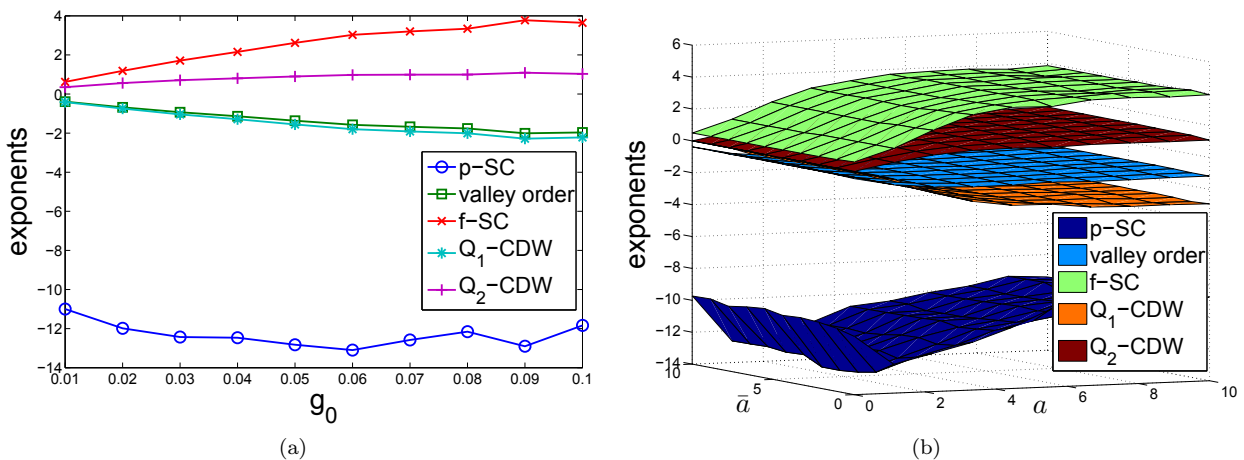 4
2
0
−2
−4
−6
−8
−10
−12
−14
exponents
0.01 0.02 0.03 0.04 0.05 0.06 0.07 0.08 0.09 0.1
g0
p−SC
valley order
f−SC
Q1−CDW
Q2−CDW
(a)
6
4
2
0
−2
−4
−6
−8
−10
−12
−14
exponents
10 5 0
ā
0 2 4 6 8 10
a
p−SC
valley order
f−SC
Q1−CDW
Q2−CDW
(b)